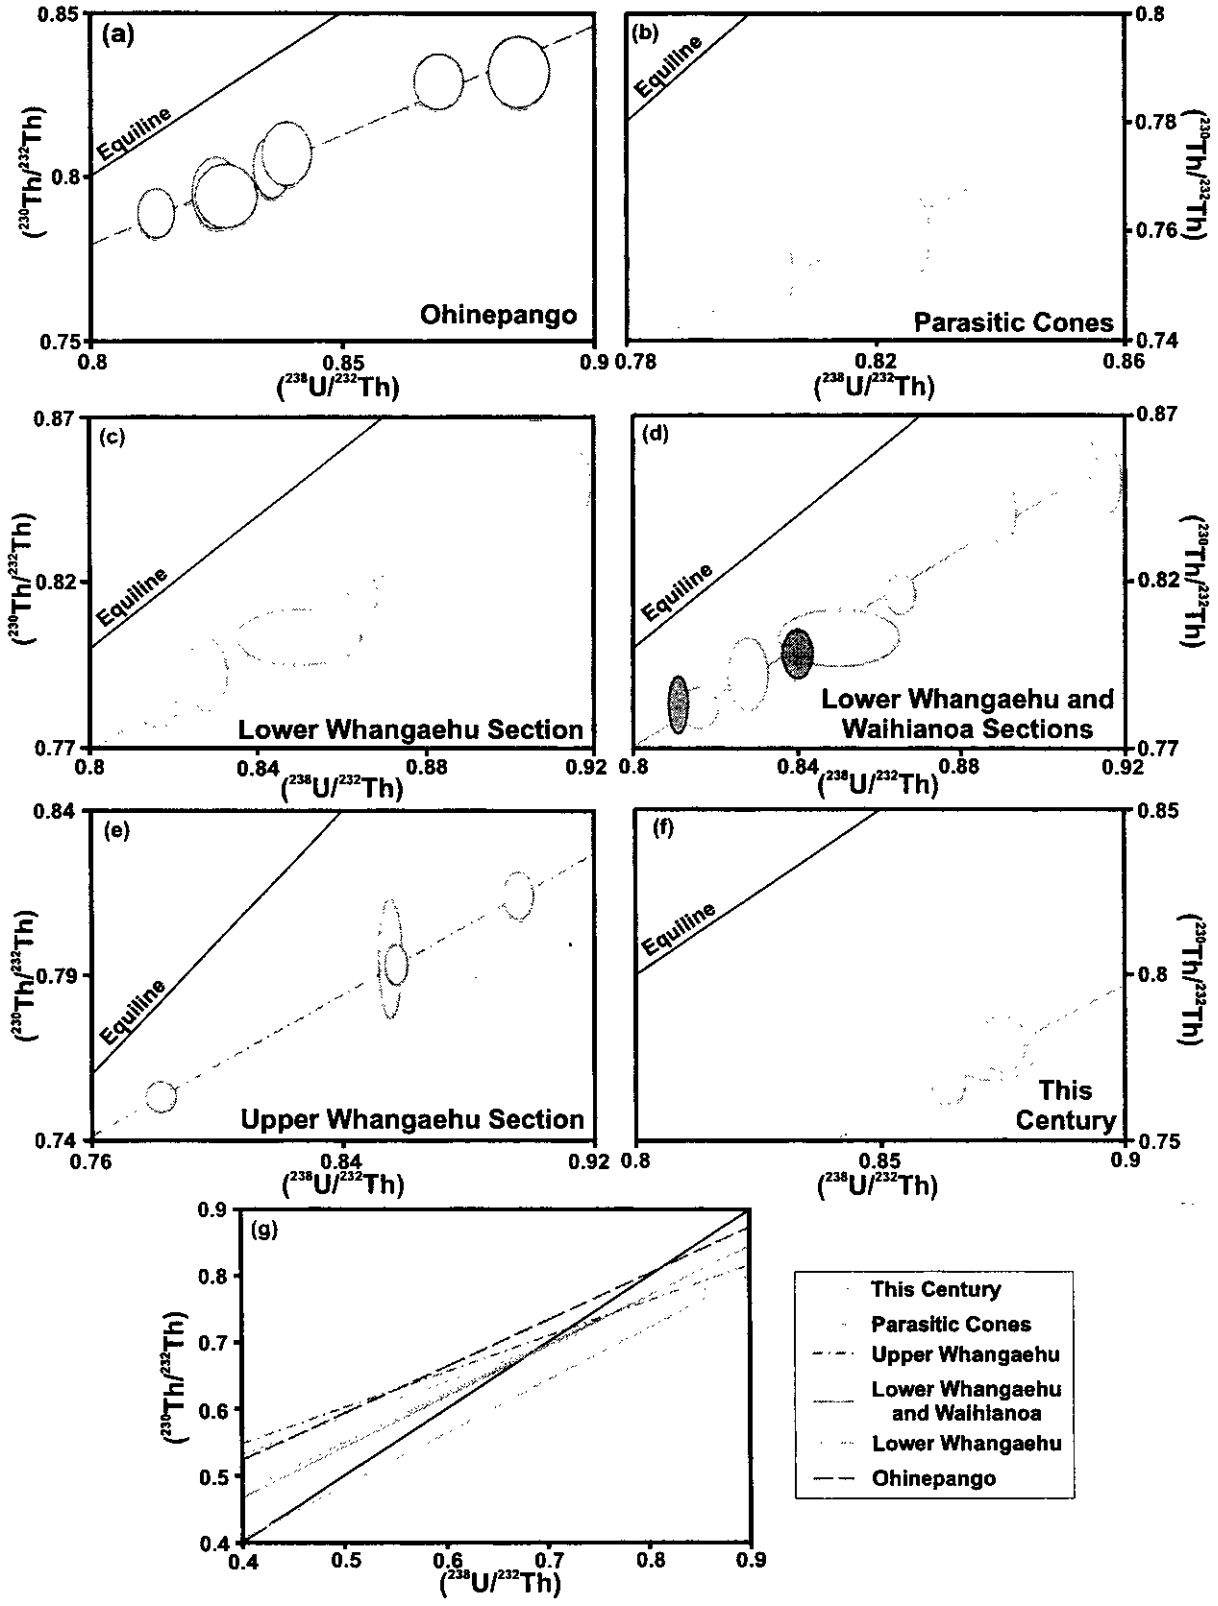 0.85
(a)
Equiline
0.8
(²³⁰Th/²³²Th)
Ohinepango
0.75
0.8
0.85
0.9
(²³⁸U/²³²Th)
0.8
(b)
Equiline
0.78
(²³⁰Th/²³²Th)
0.76
Parasitic Cones
0.74
0.78
0.82
0.86
(²³⁸U/²³²Th)
0.87
(c)
Equiline
0.82
(²³⁰Th/²³²Th)
Lower Whangaehu Section
0.77
0.8
0.84
0.88
0.92
(²³⁸U/²³²Th)
0.87
(d)
Equiline
0.82
(²³⁰Th/²³²Th)
Lower Whangaehu and
Waihianoa Sections
0.77
0.8
0.84
0.88
0.92
(²³⁸U/²³²Th)
0.84
(e)
Equiline
0.79
(²³⁰Th/²³²Th)
Upper Whangaehu Section
0.74
0.76
0.84
0.92
(²³⁸U/²³²Th)
0.85
(f)
Equiline
0.8
(²³⁰Th/²³²Th)
This
Century
0.75
0.8
0.85
0.9
(²³⁸U/²³²Th)
0.9
(g)
0.8
0.7
(²³⁰Th/²³²Th)
0.6
0.5
0.4
0.4
0.5
0.6
0.7
0.8
0.9
(²³⁸U/²³²Th)
This Century
Parasitic Cones
Upper Whangaehu
Lower Whangaehu
and Waihianoa
Lower Whangaehu
Ohinepango